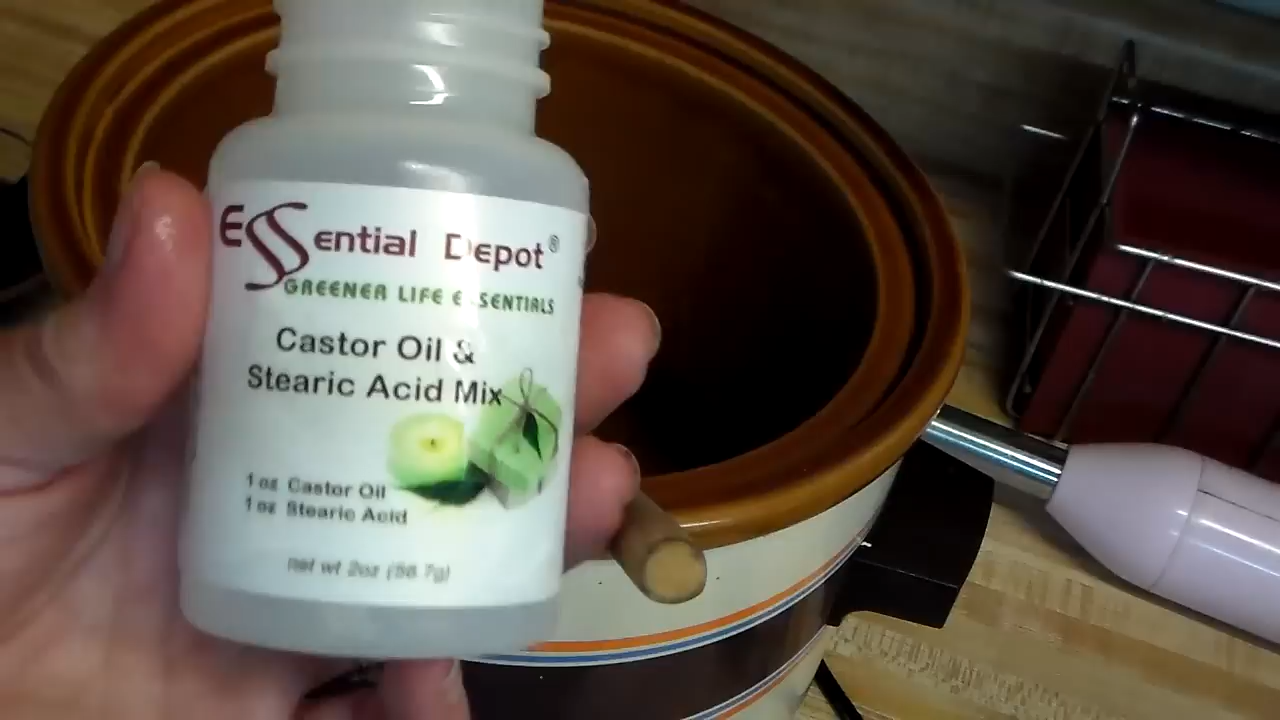 Essential Depot®
GREENER LIFE ESSENTIALS
Castor Oil &
Stearic Acid Mix
1 oz Castor Oil
1 oz Stearic Acid
net wt 2oz (56.7g)